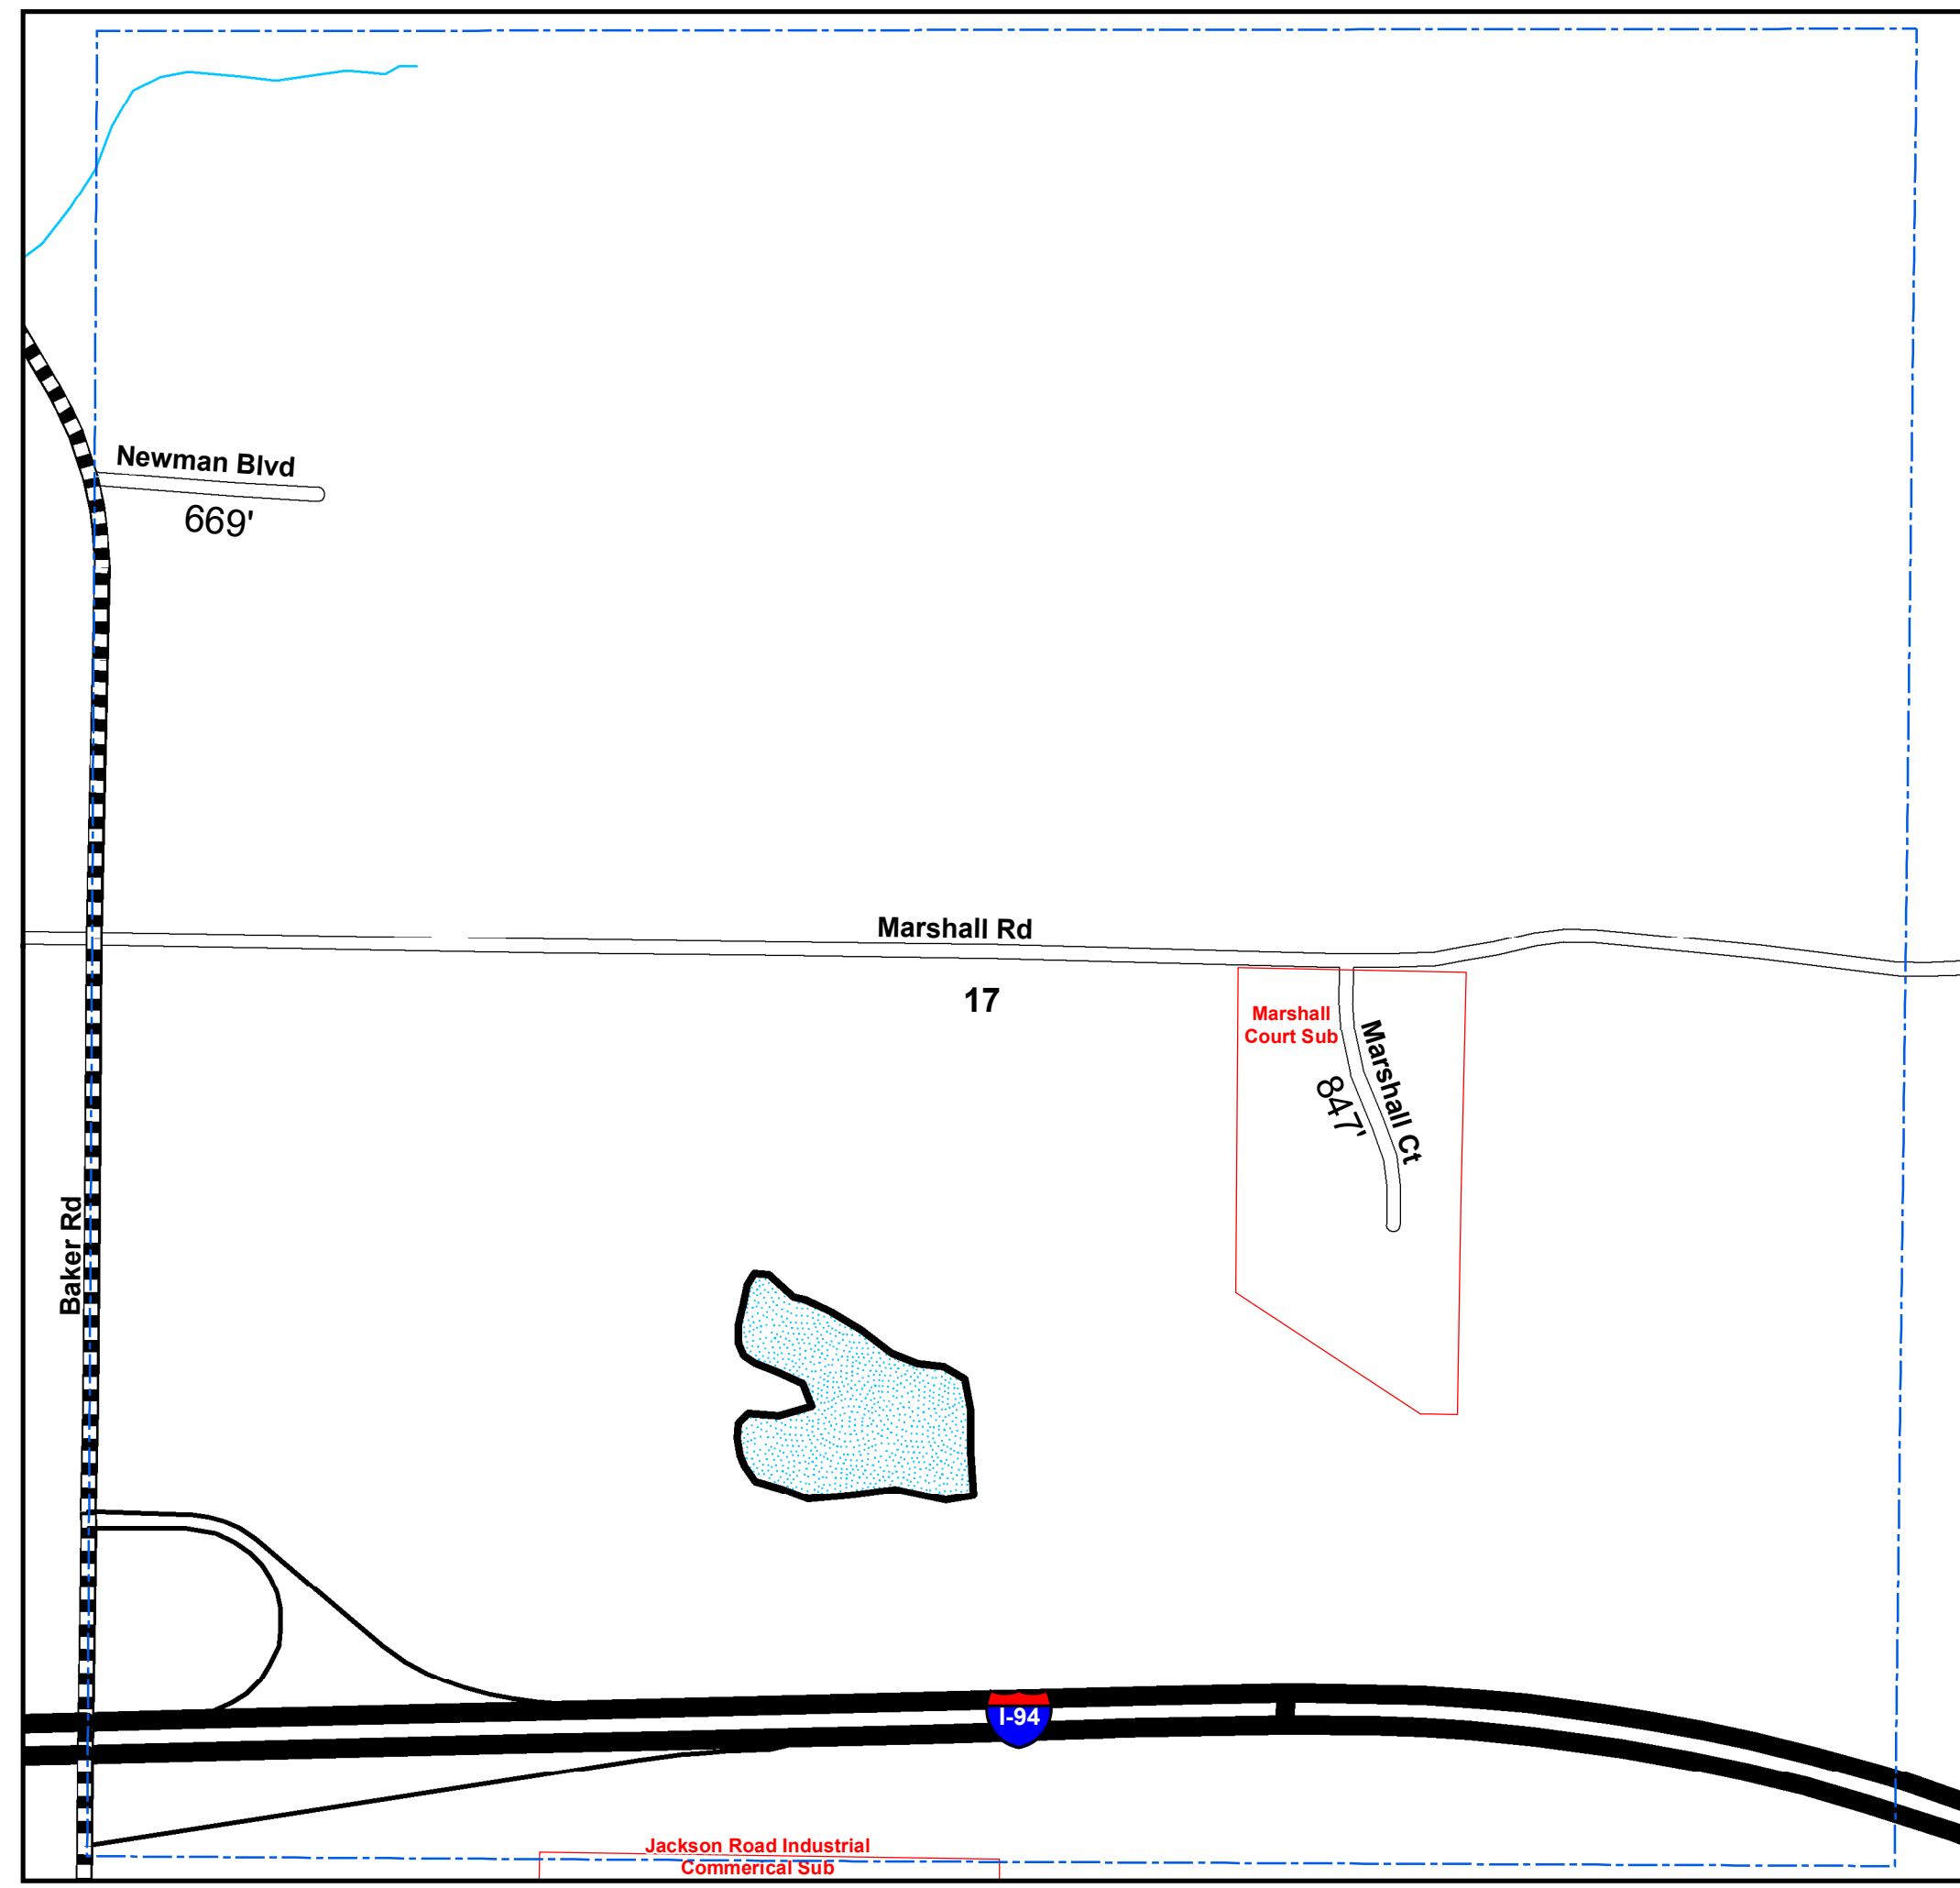 Newman Blvd
669'
Marshall Rd
17
Marshall
Court Sub
Marshall Ct
847'
Baker Rd
I-94
Jackson Road Industrial
Commerical Sub